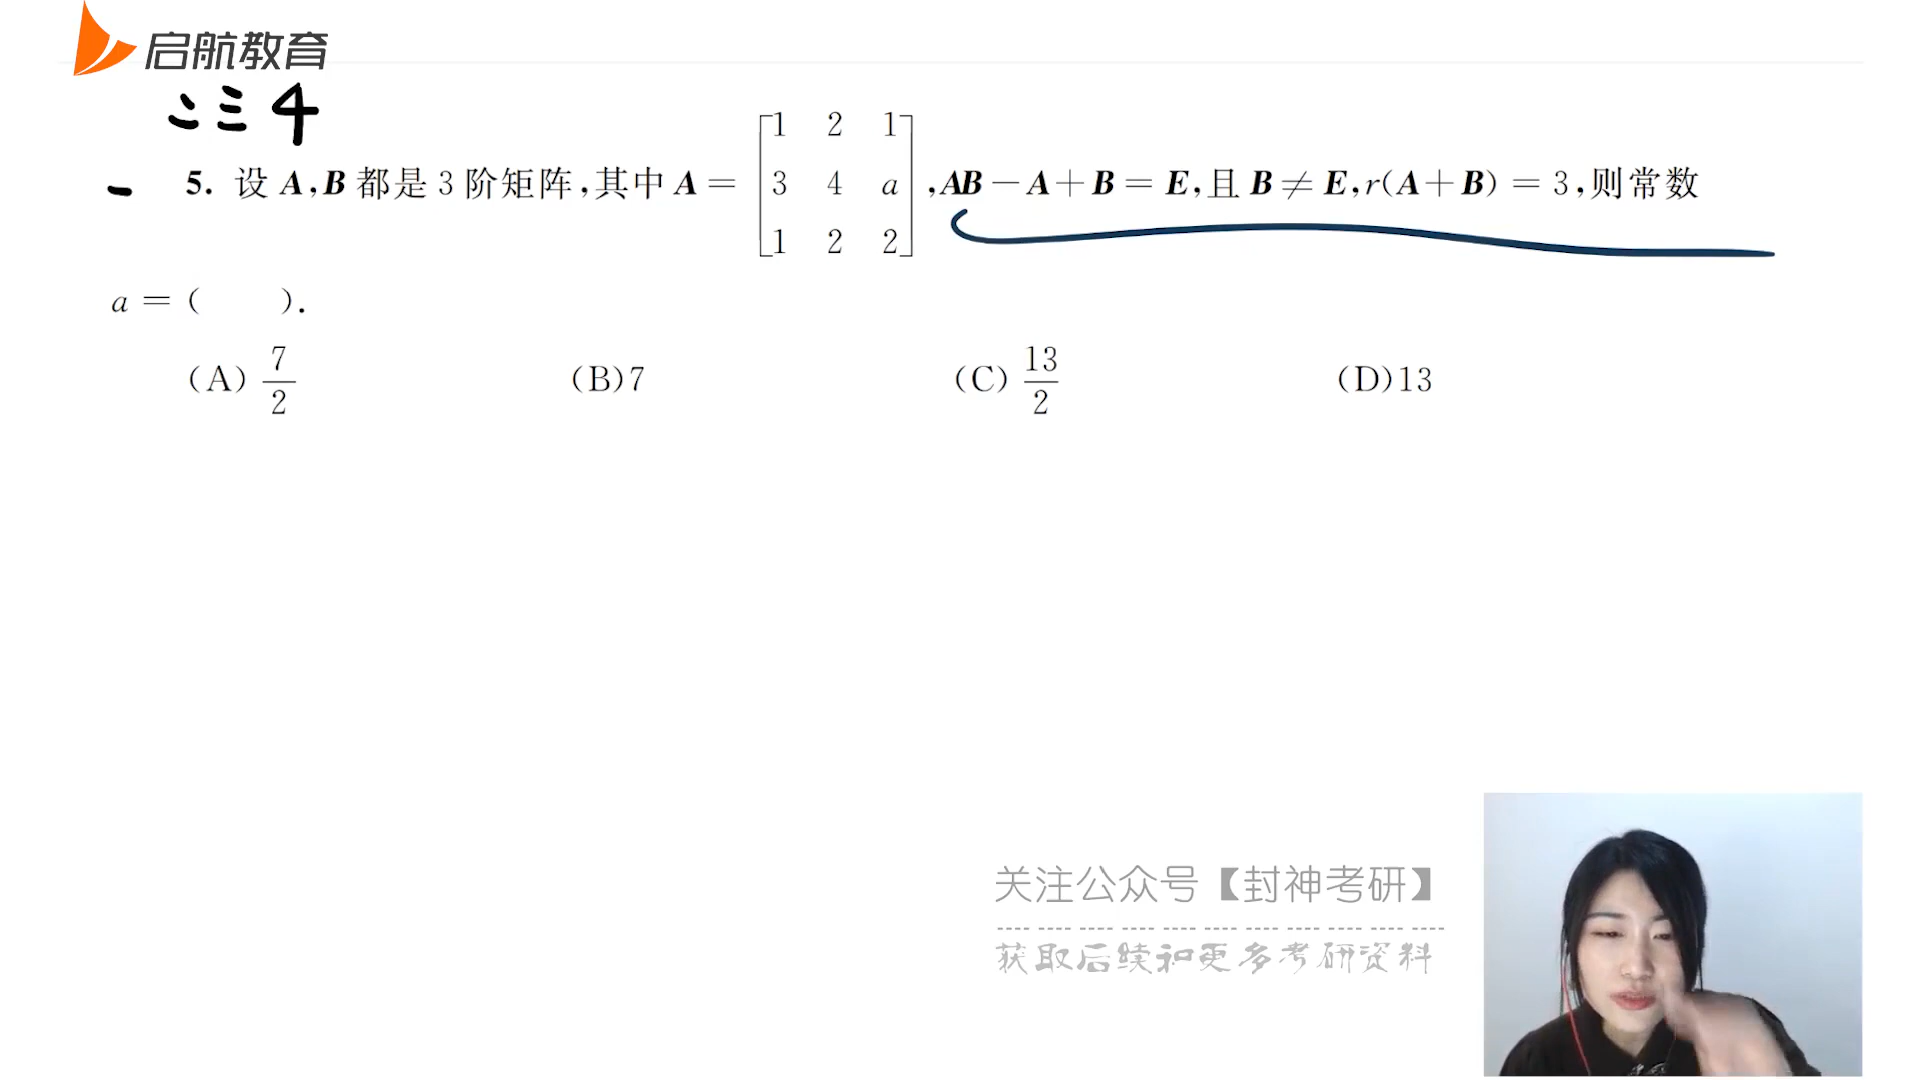 启航教育
二三4
5. 设 A,B 都是 3 阶矩阵,其中 A = [1 2 1; 3 4 a; 1 2 2], AB − A + B = E,且 B ≠ E,r(A + B) = 3,则常数
a = ( ).
(A) 7/2 (B)7 (C) 13/2 (D)13
关注公众号【封神考研】
获取后续和更多考研资料